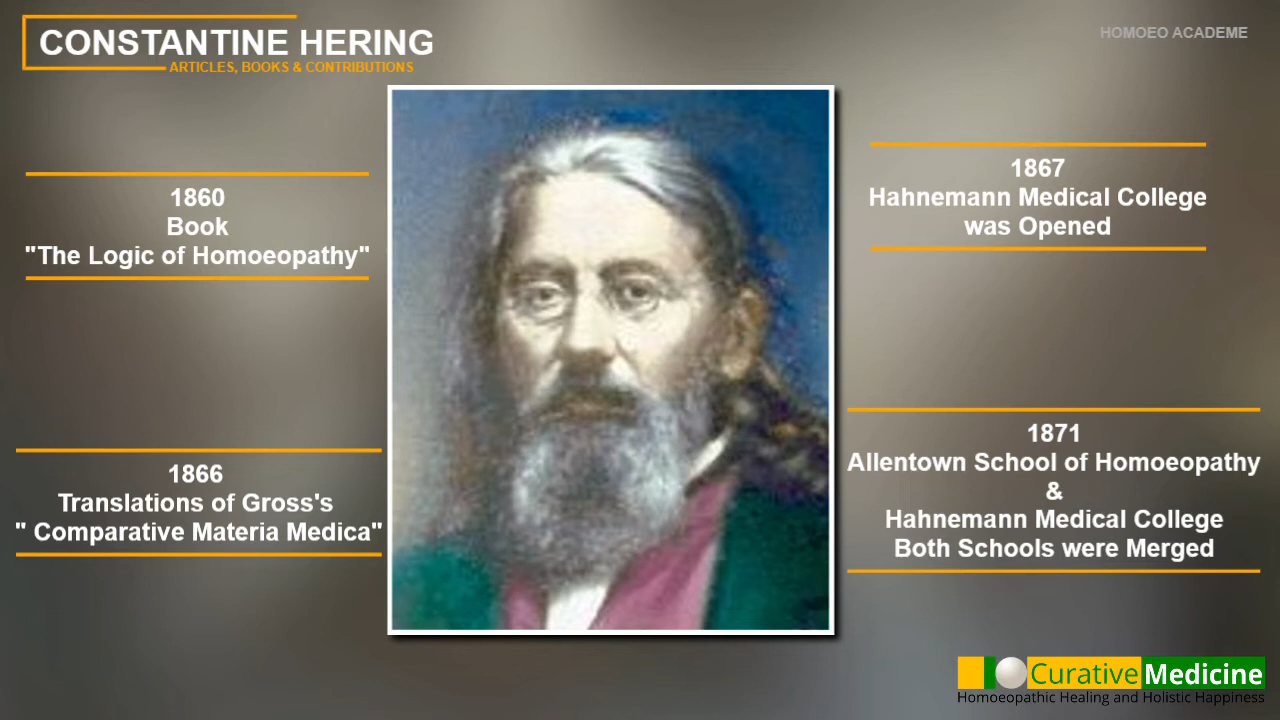 CONSTANTINE HERING
ARTICLES, BOOKS & CONTRIBUTIONS
HOMOEO ACADEME
1860
Book
"The Logic of Homoeopathy"
1866
Translations of Gross's
" Comparative Materia Medica"
1867
Hahnemann Medical College
was Opened
1871
Allentown School of Homoeopathy
&
Hahnemann Medical College
Both Schools were Merged
Curative Medicine
Homoeopathic Healing and Holistic Happiness